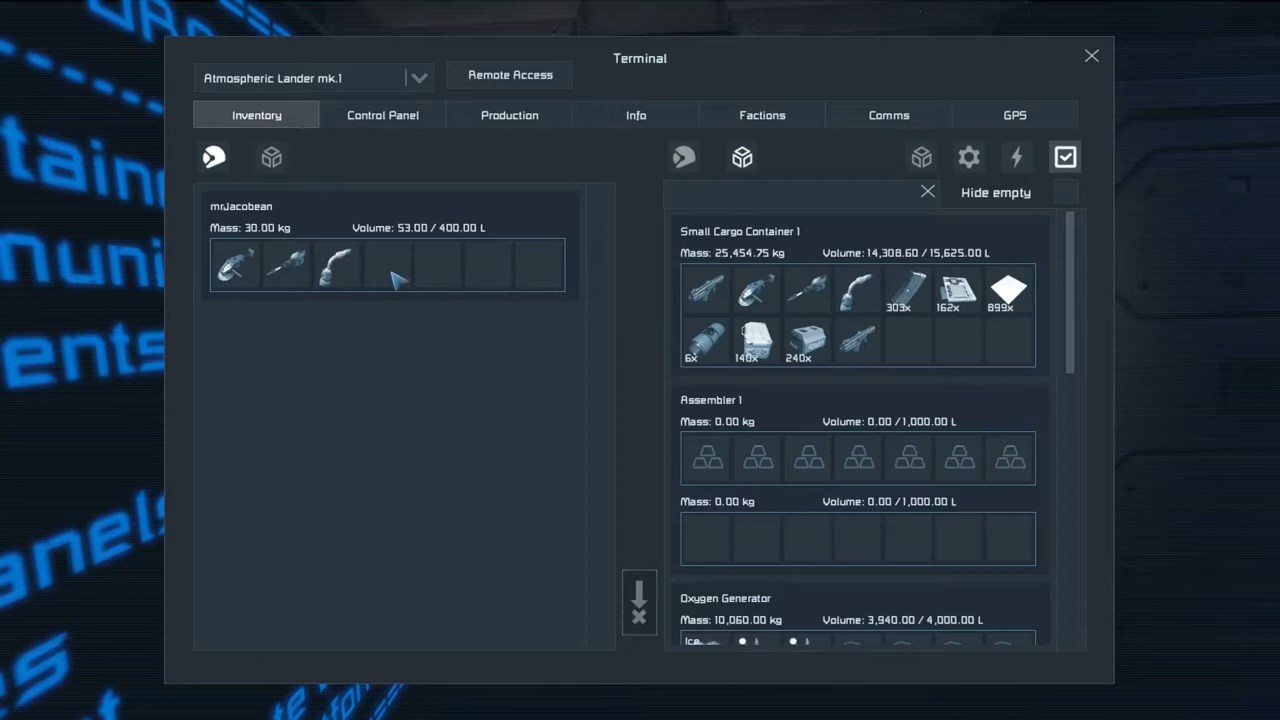 Terminal
Atmospheric Lander mk.1
Remote Access
Inventory
Control Panel
Production
Info
Factions
Comms
GPS
Hide empty
mrJacobean
Mass: 30.00 kg Volume: 53.00 / 400.00 L
Small Cargo Container 1
Mass: 25,454.75 kg Volume: 14,308.60 / 15,625.00 L
303x 162x 899x
6x 140x 240x
Assembler 1
Mass: 0.00 kg Volume: 0.00 / 1,000.00 L
Mass: 0.00 kg Volume: 0.00 / 1,000.00 L
Oxygen Generator
Mass: 10,060.00 kg Volume: 3,940.00 / 4,000.00 L
Ice